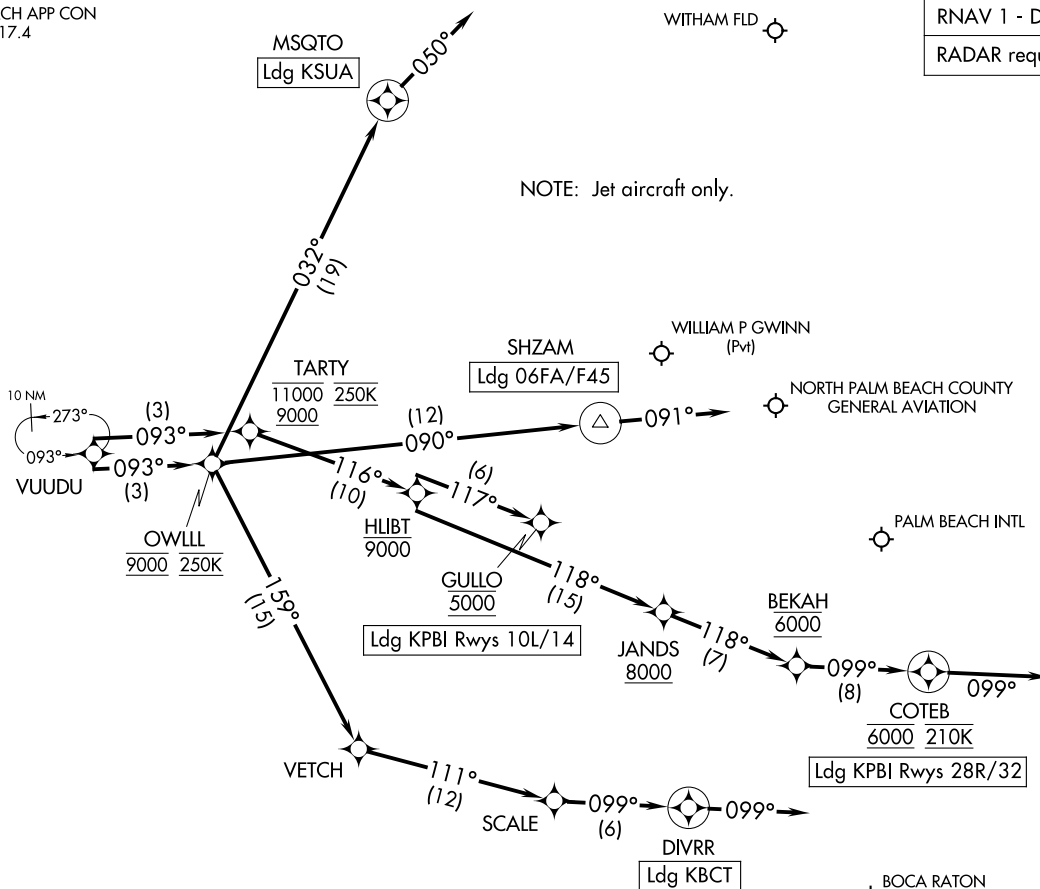 CH APP CON
17.4
WITHAM FLD
RNAV 1 - D
RADAR requ
MSQTO
Ldg KSUA
050°
NOTE: Jet aircraft only.
032°
(19)
WILLIAM P GWINN
(Pvt)
SHZAM
Ldg 06FA/F45
TARTY
11000 250K
9000
NORTH PALM BEACH COUNTY
GENERAL AVIATION
10 NM
273°
093°
VUUDU
(3)
093°
093°
(3)
(12)
090°
091°
116°
(10)
(6)
117°
OWLLL
9000 250K
HLIBT
9000
GULLO
5000
Ldg KPBI Rwys 10L/14
PALM BEACH INTL
118°
(15)
159°
(15)
JANDS
8000
118°
(7)
BEKAH
6000
099°
(8)
099°
COTEB
6000 210K
Ldg KPBI Rwys 28R/32
VETCH
111°
(12)
SCALE
099°
(6)
099°
DIVRR
Ldg KBCT
BOCA RATON